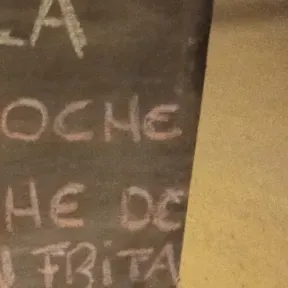 LA
OCHE
HE DE
N FRITA